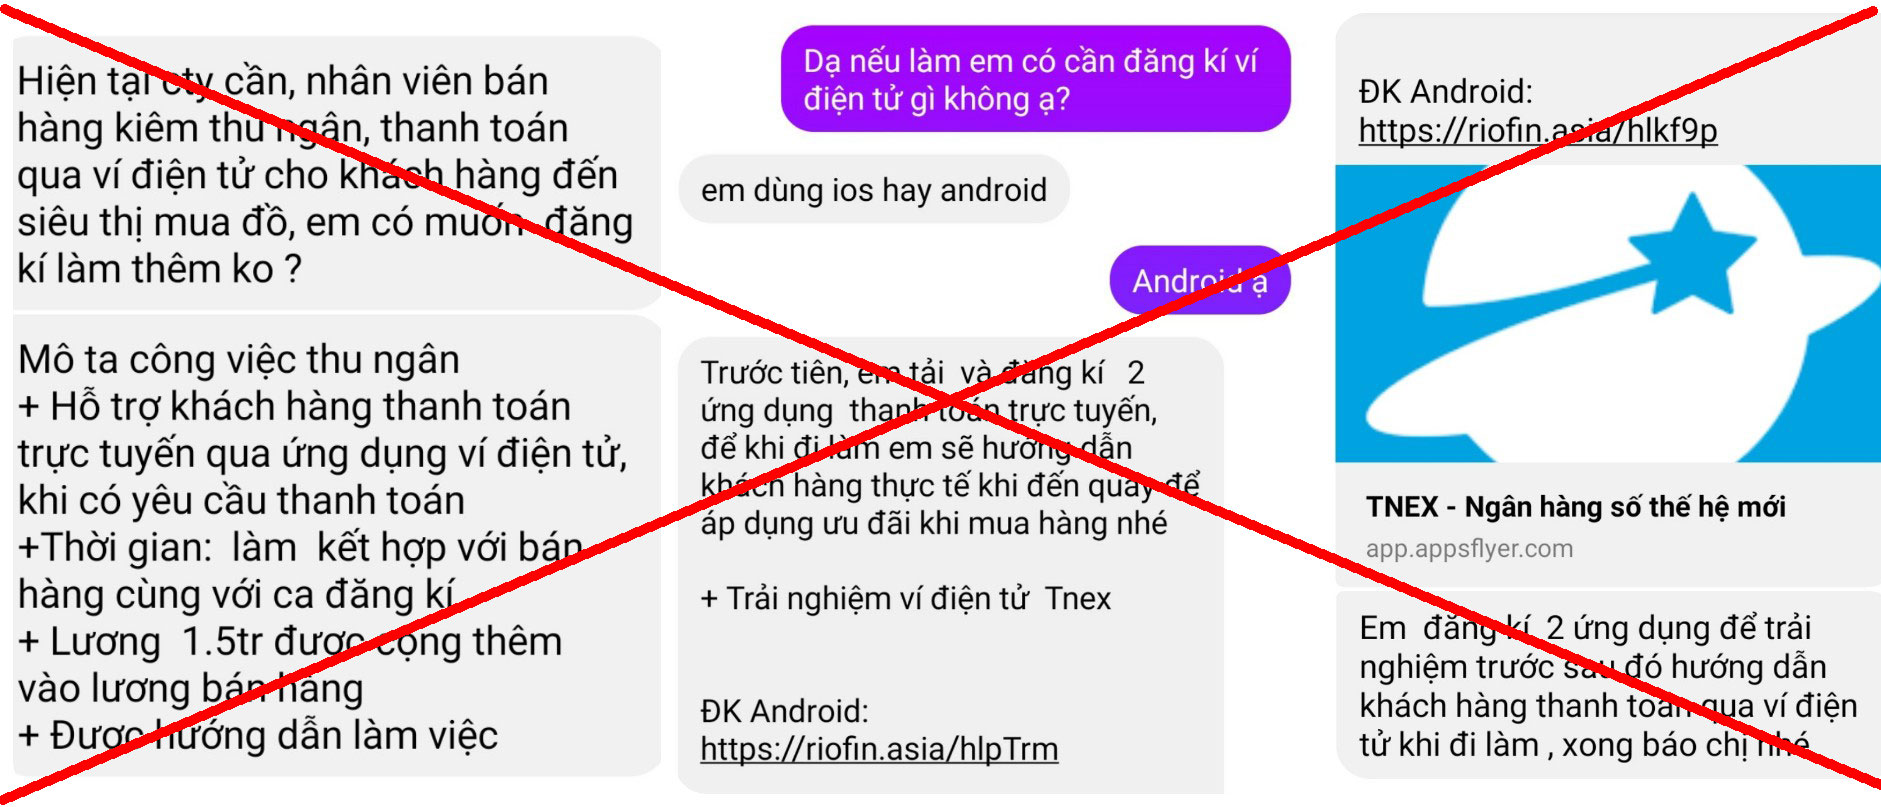 Hiện tại cty cần, nhân viên bán
hàng kiêm thu ngân, thanh toán
qua ví điện tử cho khách hàng đến
siêu thị mua đồ, em có muốn đăng
kí làm thêm ko ?
Mô ta công việc thu ngân
+ Hỗ trợ khách hàng thanh toán
trực tuyến qua ứng dụng ví điện tử,
khi có yêu cầu thanh toán
+Thời gian: làm kết hợp với bán
hàng cùng với ca đăng kí
+ Lương 1.5tr được cộng thêm
vào lương bán hàng
+ Được hướng dẫn làm việc
Dạ nếu làm em có cần đăng kí ví
điện tử gì không ạ?
em dùng ios hay android
Android ạ
Trước tiên, em tải và đăng kí 2
ứng dụng thanh toán trực tuyến,
để khi đi làm em sẽ hướng dẫn
khách hàng thực tế khi đến quầy để
áp dụng ưu đãi khi mua hàng nhé
+ Trải nghiệm ví điện tử Tnex
ĐK Android:
https://riofin.asia/hlpTrm
ĐK Android:
https://riofin.asia/hlkf9p
TNEX - Ngân hàng số thế hệ mới
app.appsflyer.com
Em đăng kí 2 ứng dụng để trải
nghiệm trước sau đó hướng dẫn
khách hàng thanh toán qua ví điện
tử khi đi làm , xong báo chị nhé